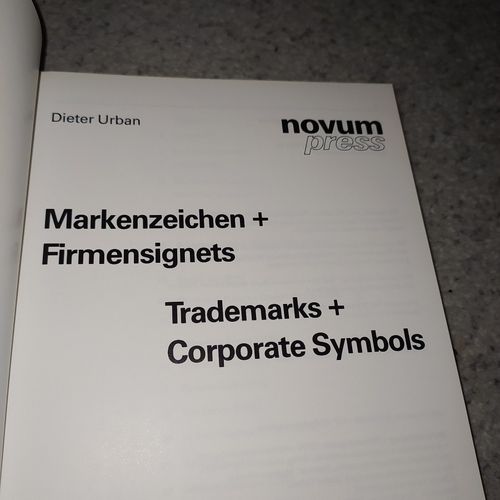 Dieter Urban
novum
press
Markenzeichen +
Firmensignets
Trademarks +
Corporate Symbols